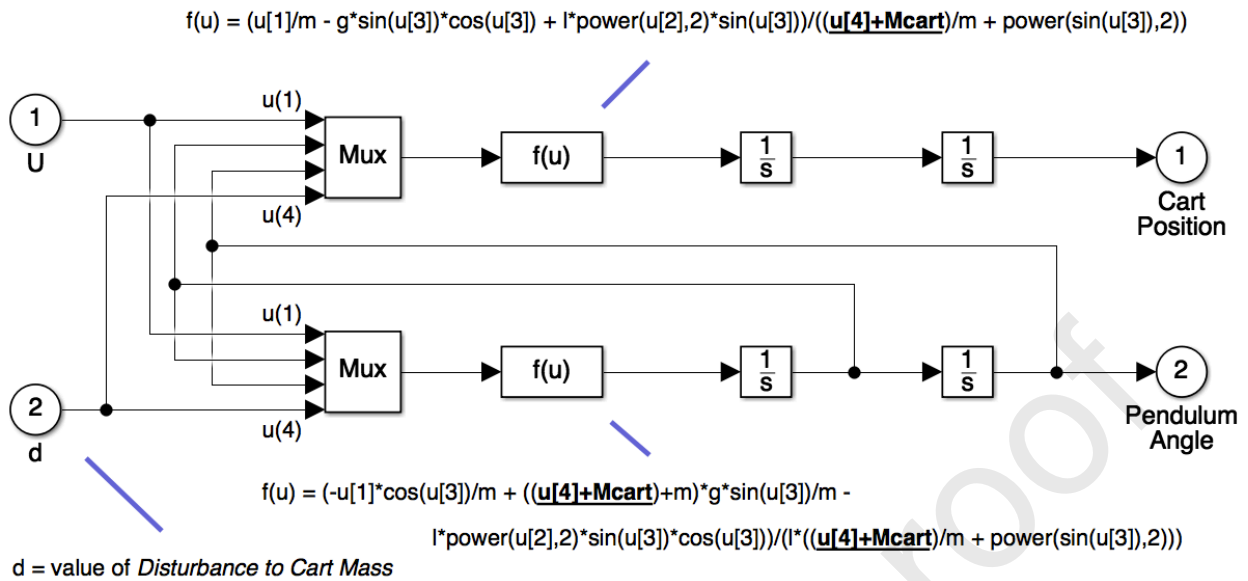 f(u) = (u[1]/m - g*sin(u[3])*cos(u[3]) + l*power(u[2],2)*sin(u[3]))/((u[4]+Mcart)/m + power(sin(u[3]),2))
u(1)
1
U
Mux
f(u)
1
s
1
s
1
Cart
Position
u(4)
u(1)
Mux
f(u)
1
s
1
s
2
Pendulum
Angle
2
d
u(4)
f(u) = (-u[1]*cos(u[3])/m + ((u[4]+Mcart)+m)*g*sin(u[3])/m -
l*power(u[2],2)*sin(u[3])*cos(u[3]))/(l*((u[4]+Mcart)/m + power(sin(u[3]),2)))
d = value of Disturbance to Cart Mass
roof